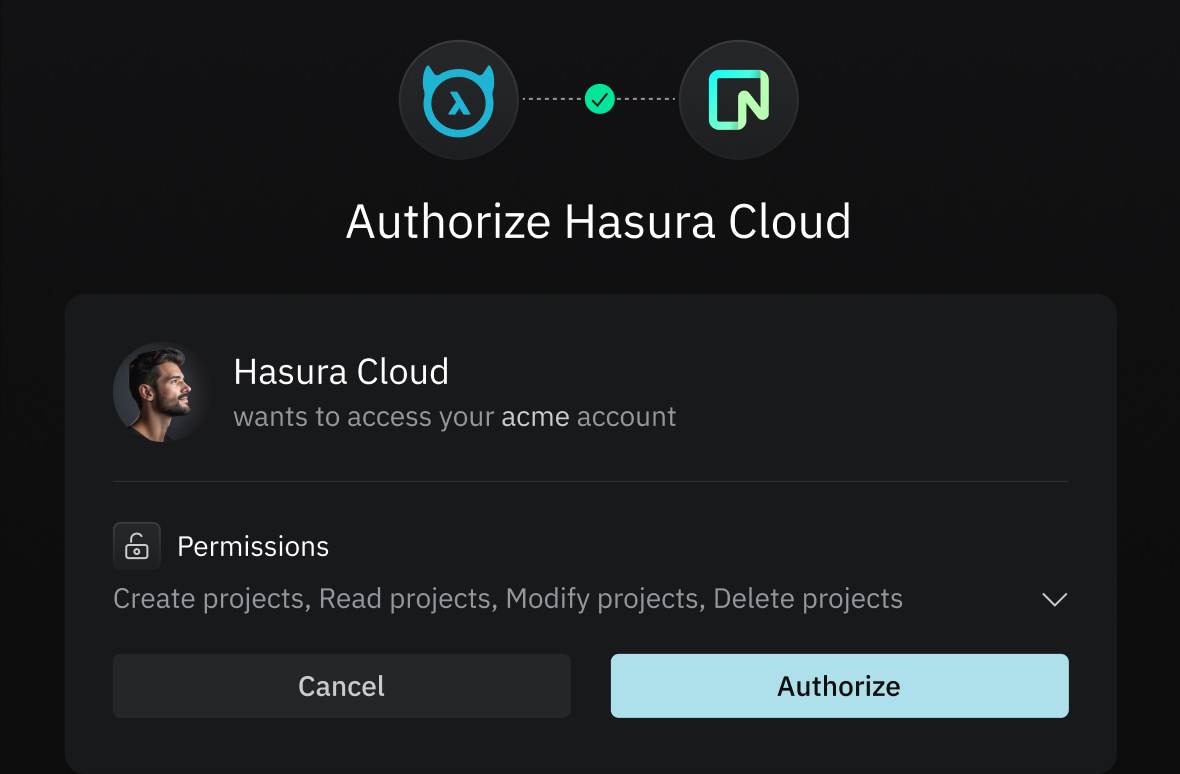 Authorize Hasura Cloud
Hasura Cloud
wants to access your acme account
Permissions
Create projects, Read projects, Modify projects, Delete projects
Cancel
Authorize